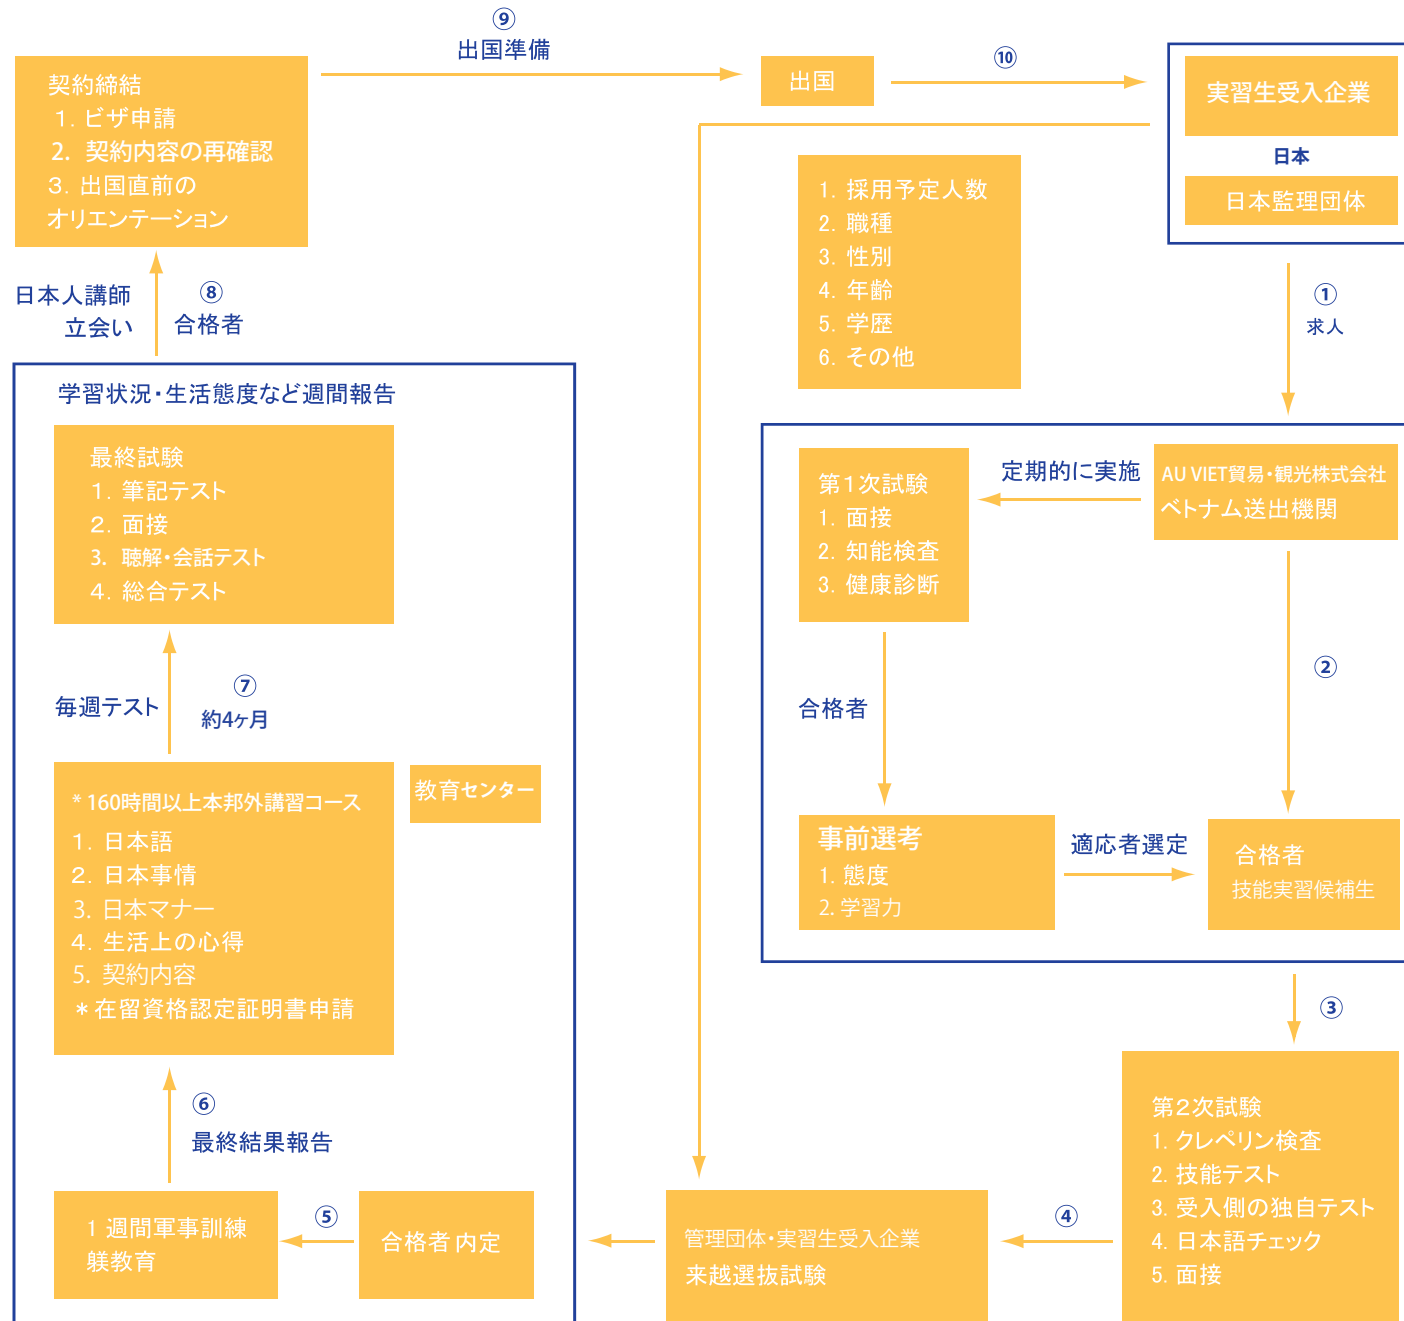 ⑨
出国準備
契約締結
１. ビザ申請
2. 契約内容の再確認
３. 出国直前の
オリエンテーション
出国
⑩
実習生受入企業
日本
日本監理団体
1. 採用予定人数
2. 職種
3. 性別
4. 年齢
5. 学歴
6. その他
①
求人
日本人講師
立会い
⑧
合格者
学習状況・生活態度など週間報告
最終試験
１. 筆記テスト
２. 面接
3. 聴解・会話テスト
４. 総合テスト
毎週テスト
⑦
約4ヶ月
* 160時間以上本邦外講習コース
１. 日本語
２. 日本事情
３. 日本マナー
４. 生活上の心得
５. 契約内容
＊在留資格認定証明書申請
教育センター
⑥
最終結果報告
１週間軍事訓練
躾教育
⑤
合格者 内定
第１次試験
1. 面接
2. 知能検査
3. 健康診断
定期的に実施
AU VIET貿易・観光株式会社
ベトナム送出機関
②
合格者
事前選考
1. 態度
2. 学習力
適応者選定
合格者
技能実習候補生
③
第２次試験
1. クレペリン検査
2. 技能テスト
3. 受入側の独自テスト
4. 日本語チェック
5. 面接
④
管理団体・実習生受入企業
来越選抜試験